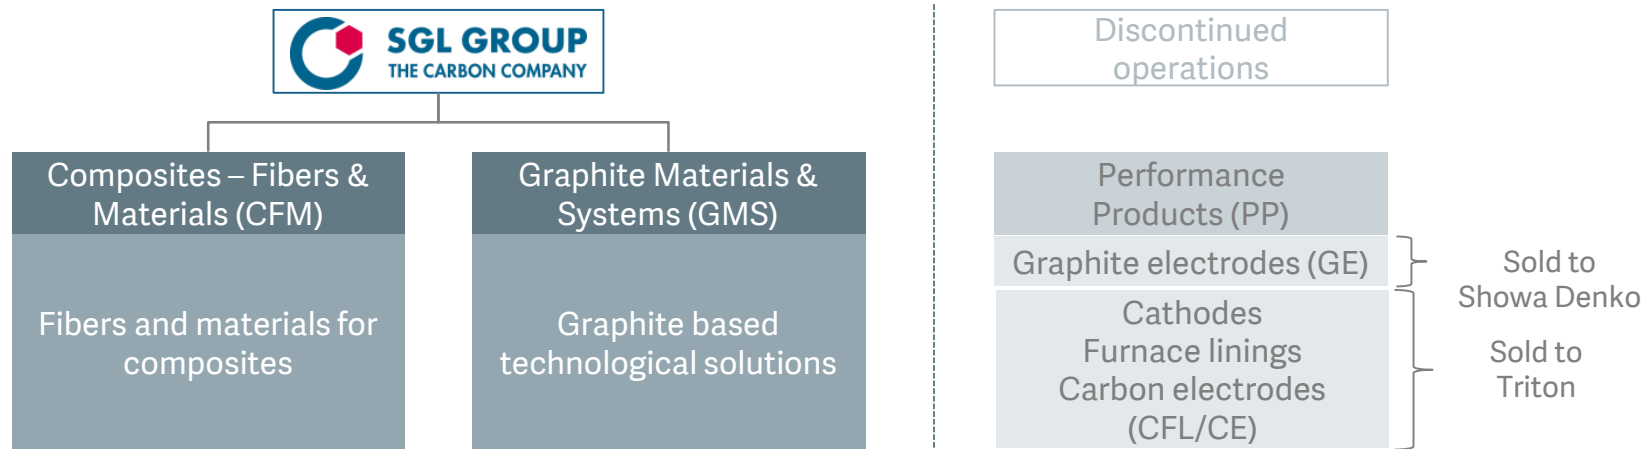 SGL GROUP
THE CARBON COMPANY
Discontinued
operations
Composites – Fibers &
Materials (CFM)
Fibers and materials for
composites
Graphite Materials &
Systems (GMS)
Graphite based
technological solutions
Performance
Products (PP)
Graphite electrodes (GE)
Sold to
Showa Denko
Cathodes
Furnace linings
Carbon electrodes
(CFL/CE)
Sold to
Triton